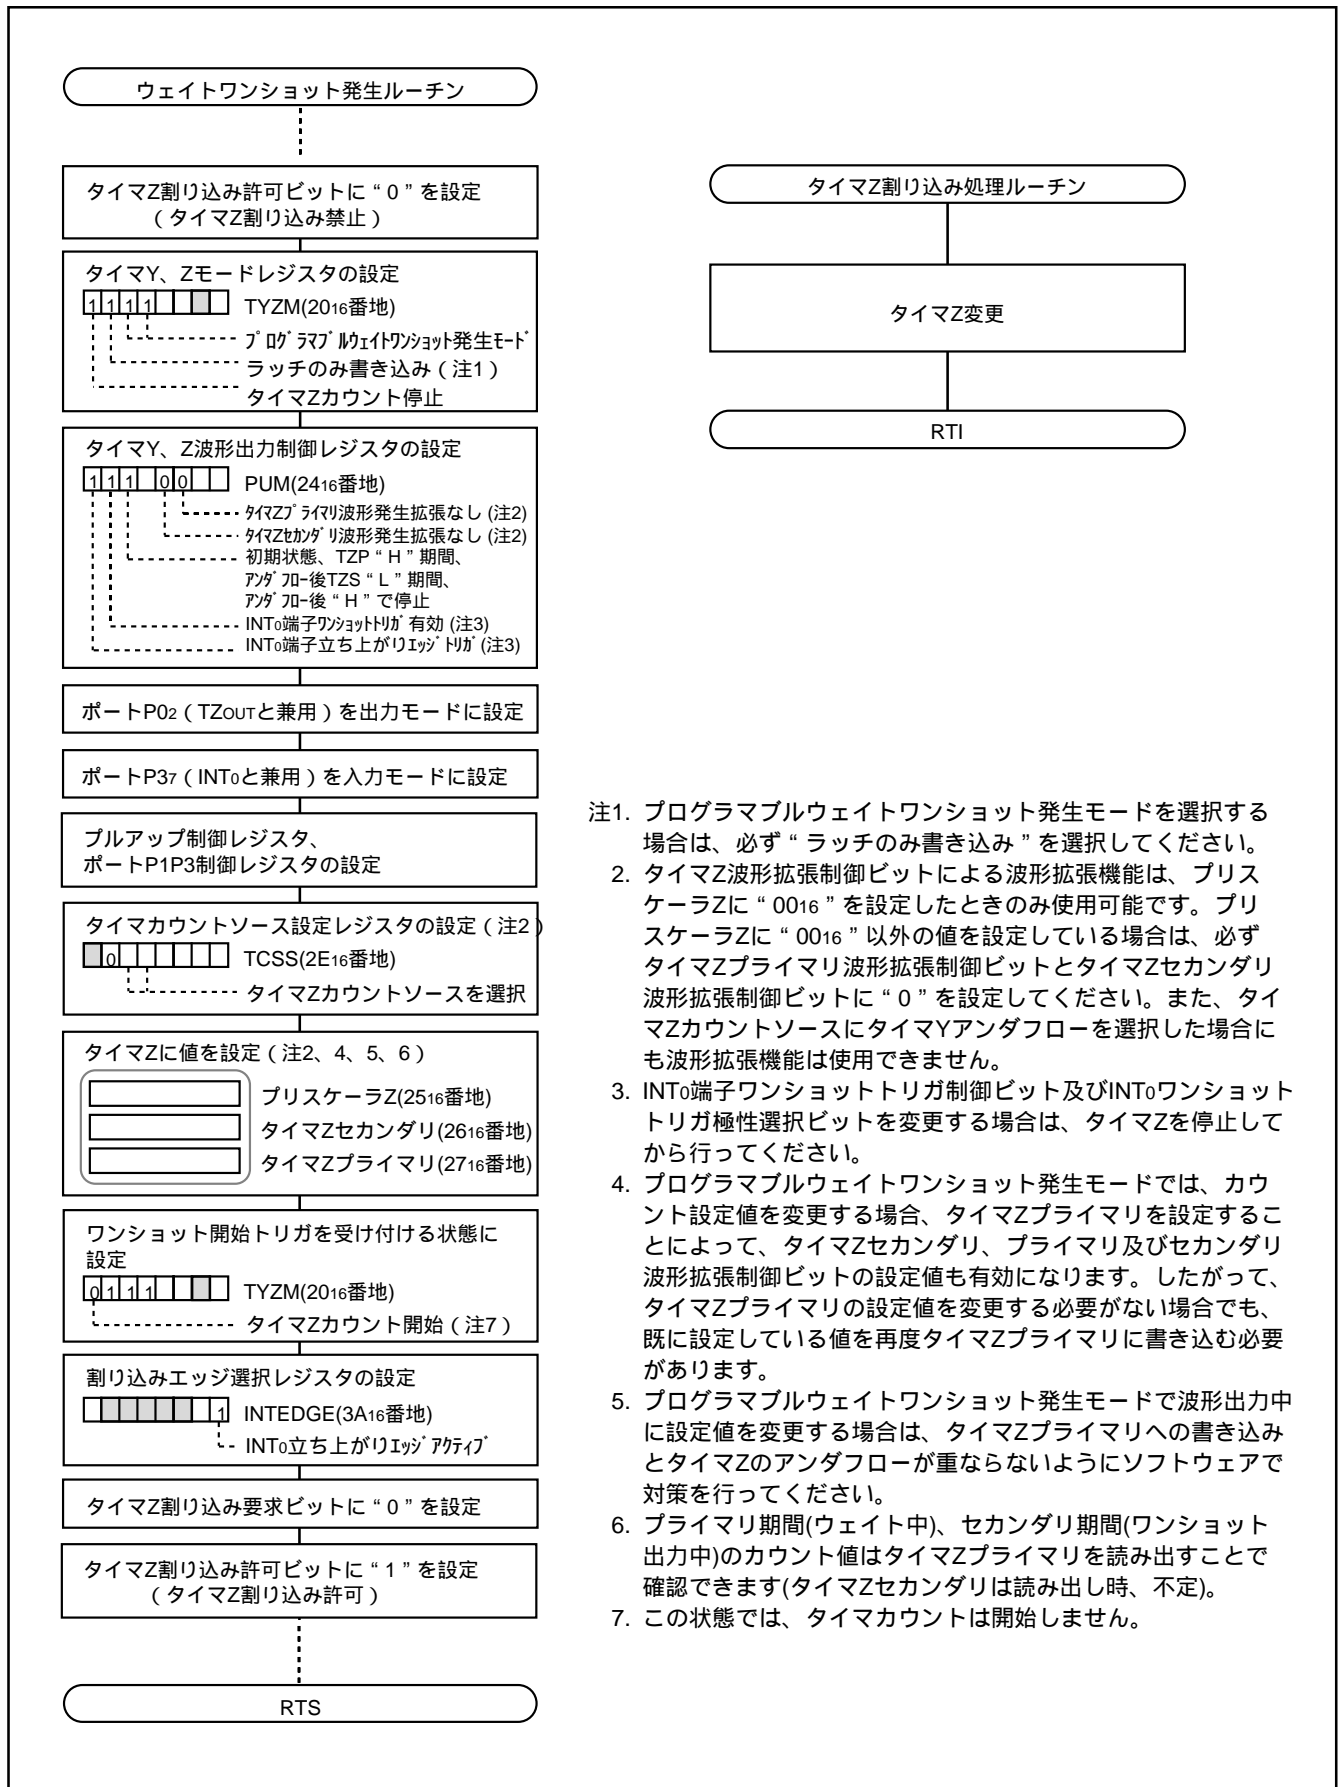 ウェイトワンショット発生ルーチン
タイマZ割り込み許可ビットに“0”を設定
（タイマZ割り込み禁止）
タイマY、Zモードレジスタの設定
1 1 1 1 TYZM(2016番地)
ﾌﾟﾛｸﾞﾗﾏﾌﾞﾙｳｪｲﾄﾜﾝｼｮｯﾄ発生ﾓｰﾄﾞ
ラッチのみ書き込み（注1）
タイマZカウント停止
タイマY、Z波形出力制御レジスタの設定
1 1 1 0 0 PUM(2416番地)
ﾀｲﾏZﾌﾟﾗｲﾏﾘ波形発生拡張なし (注2)
ﾀｲﾏZｾｶﾝﾀﾞﾘ波形発生拡張なし (注2)
初期状態、TZP“H”期間、
ｱﾝﾀﾞﾌﾛｰ後TZS“L”期間、
ｱﾝﾀﾞﾌﾛｰ後“H”で停止
INT0端子ﾜﾝｼｮｯﾄﾄﾘｶﾞ有効 (注3)
INT0端子立ち上がりｴｯｼﾞﾄﾘｶﾞ(注3)
ポートP02（TZOUTと兼用）を出力モードに設定
ポートP37（INT0と兼用）を入力モードに設定
プルアップ制御レジスタ、
ポートP1P3制御レジスタの設定
タイマカウントソース設定レジスタの設定（注2）
0 TCSS(2E16番地)
タイマZカウントソースを選択
タイマZに値を設定（注2、4、5、6）
プリスケーラZ(2516番地)
タイマZセカンダリ(2616番地)
タイマZプライマリ(2716番地)
ワンショット開始トリガを受け付ける状態に
設定
0 1 1 1 TYZM(2016番地)
タイマZカウント開始（注7）
割り込みエッジ選択レジスタの設定
1 INTEDGE(3A16番地)
INT0立ち上がりｴｯｼﾞｱｸﾃｨﾌﾞ
タイマZ割り込み要求ビットに“0”を設定
タイマZ割り込み許可ビットに“1”を設定
（タイマZ割り込み許可）
RTS
タイマZ割り込み処理ルーチン
タイマZ変更
RTI
注1. プログラマブルウェイトワンショット発生モードを選択する
場合は、必ず“ラッチのみ書き込み”を選択してください。
2. タイマZ波形拡張制御ビットによる波形拡張機能は、プリス
ケーラZに“0016”を設定したときのみ使用可能です。プリ
スケーラZに“0016”以外の値を設定している場合は、必ず
タイマZプライマリ波形拡張制御ビットとタイマZセカンダリ
波形拡張制御ビットに“0”を設定してください。また、タイ
マZカウントソースにタイマYアンダフローを選択した場合に
も波形拡張機能は使用できません。
3. INT0端子ワンショットトリガ制御ビット及びINT0ワンショット
トリガ極性選択ビットを変更する場合は、タイマZを停止して
から行ってください。
4. プログラマブルウェイトワンショット発生モードでは、カウ
ント設定値を変更する場合、タイマZプライマリを設定するこ
とによって、タイマZセカンダリ、プライマリ及びセカンダリ
波形拡張制御ビットの設定値も有効になります。したがって、
タイマZプライマリの設定値を変更する必要がない場合でも、
既に設定している値を再度タイマZプライマリに書き込む必要
があります。
5. プログラマブルウェイトワンショット発生モードで波形出力中
に設定値を変更する場合は、タイマZプライマリへの書き込み
とタイマZのアンダフローが重ならないようにソフトウェアで
対策を行ってください。
6. プライマリ期間(ウェイト中)、セカンダリ期間(ワンショット
出力中)のカウント値はタイマZプライマリを読み出すことで
確認できます(タイマZセカンダリは読み出し時、不定)。
7. この状態では、タイマカウントは開始しません。